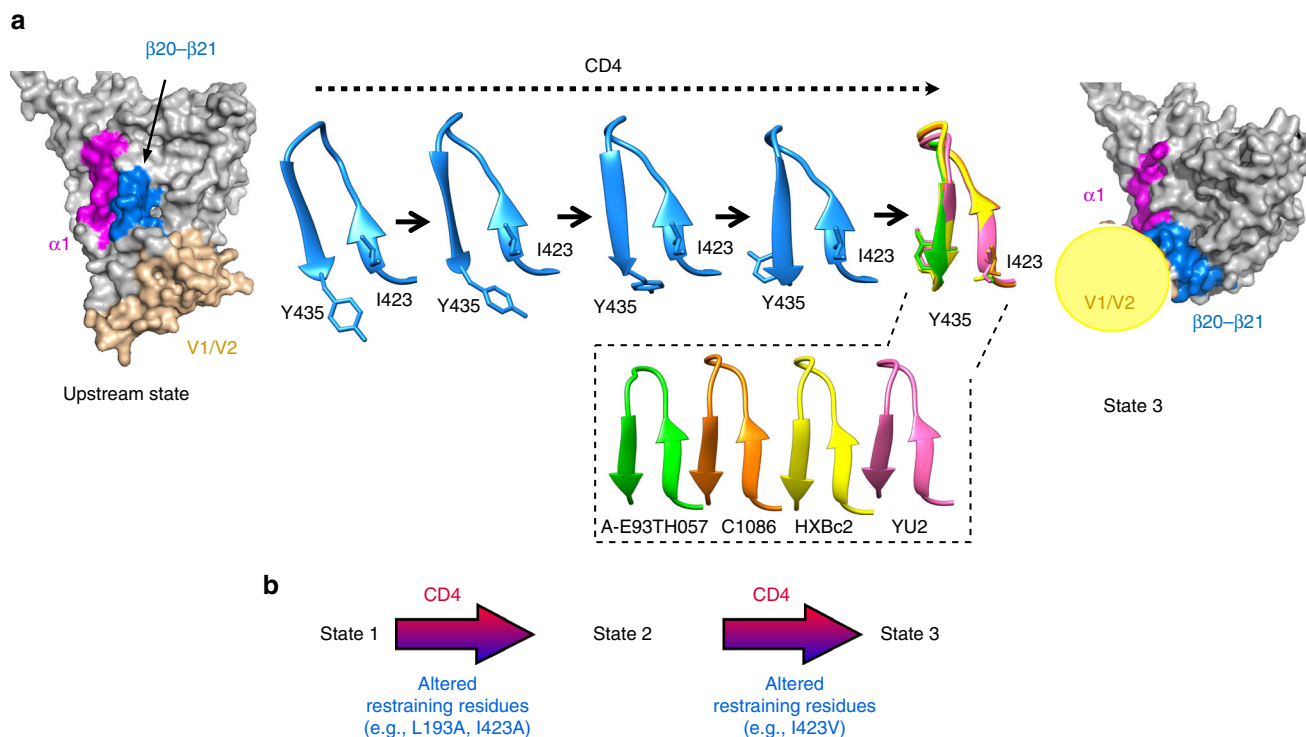 a
β20–β21
CD4
α1
V1/V2
Upstream state
Y435
I423
Y435
I423
Y435
I423
Y435
I423
Y435
I423
α1
V1/V2
β20–β21
State 3
A-E93TH057
C1086
HXBc2
YU2
b
CD4
CD4
State 1
State 2
State 3
Altered
restraining residues
(e.g., L193A, I423A)
Altered
restraining residues
(e.g., I423V)